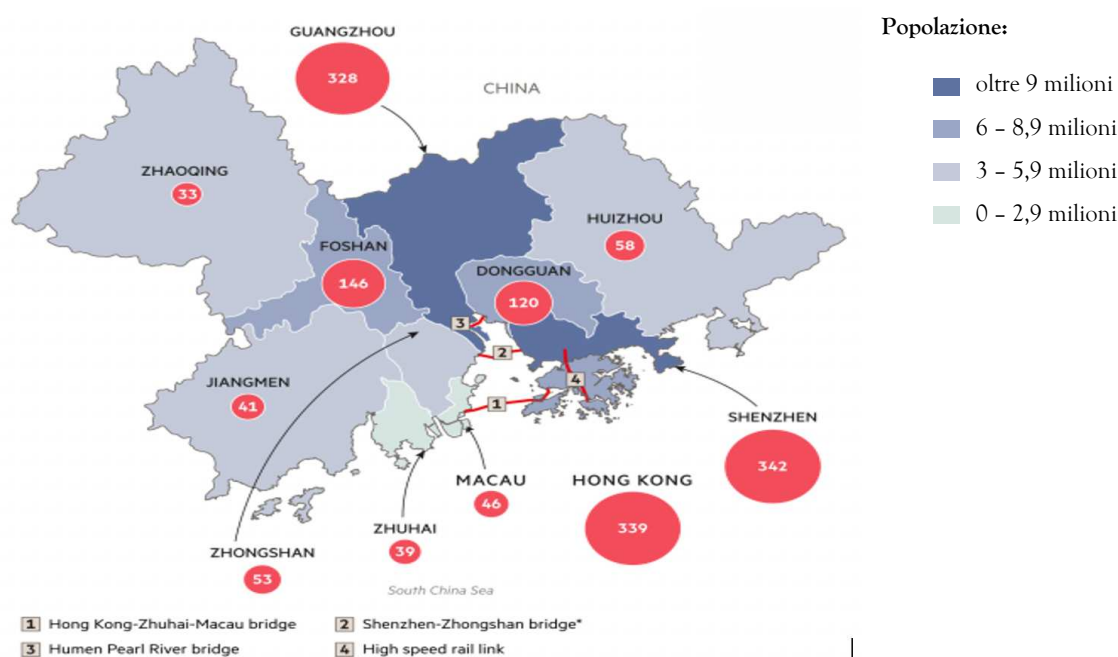 GUANGZHOU
328
CHINA
ZHAOQING
33
HUIZHOU
58
FOSHAN
146
DONGGUAN
120
3
2
JIANGMEN
41
4
1
SHENZHEN
342
MACAU
46
HONG KONG
339
ZHUHAI
39
ZHONGSHAN
53
South China Sea
1 Hong Kong-Zhuhai-Macau bridge
2 Shenzhen-Zhongshan bridge*
3 Humen Pearl River bridge
4 High speed rail link
Popolazione:
oltre 9 milioni
6 – 8,9 milioni
3 – 5,9 milioni
0 – 2,9 milioni